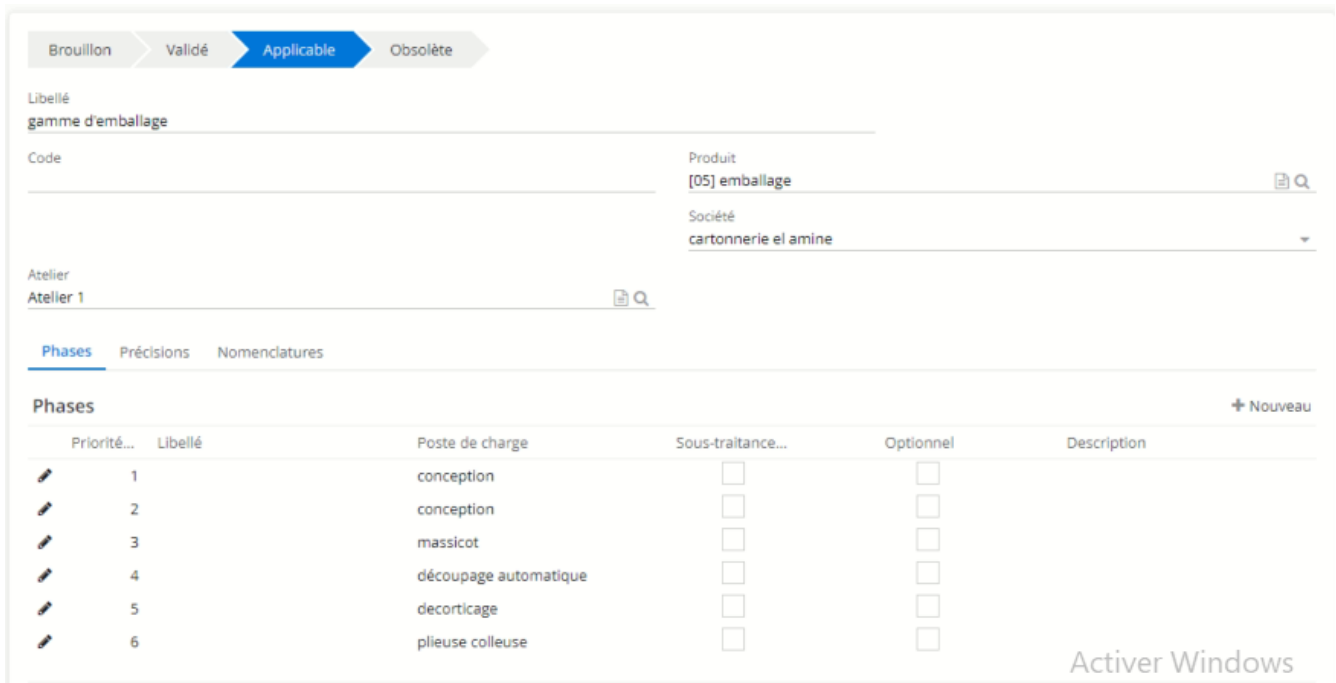 Brouillon Validé Applicable Obsolète
Libellé
gamme d'emballage
Code Produit
[05] emballage
Société
cartonnerie el amine
Atelier
Atelier 1
Phases Précisions Nomenclatures
Phases + Nouveau
Priorité... Libellé Poste de charge Sous-traitance... Optionnel Description
1 conception
2 conception
3 massicot
4 découpage automatique
5 decorticage
6 plieuse colleuse
Activer Windows